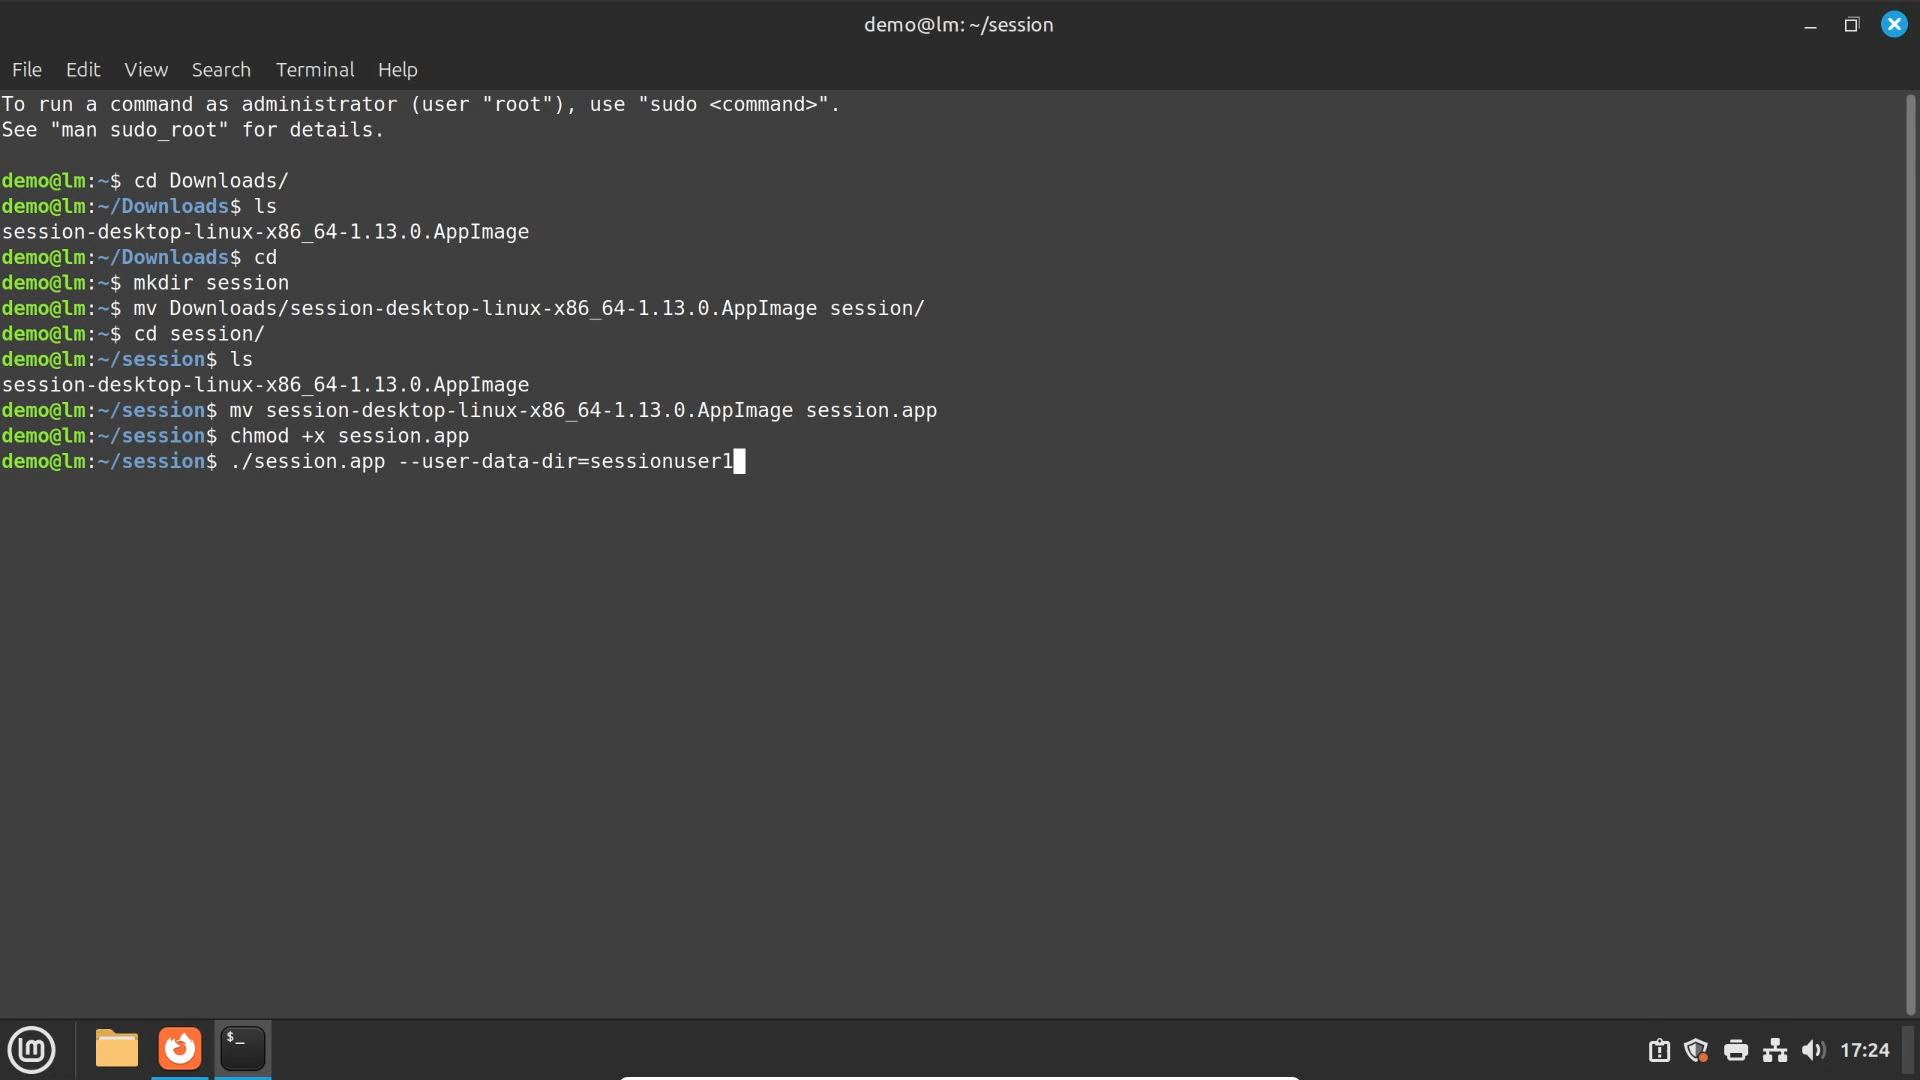 demo@lm: ~/session
File Edit View Search Terminal Help
To run a command as administrator (user "root"), use "sudo <command>".
See "man sudo_root" for details.
demo@lm:~$ cd Downloads/
demo@lm:~/Downloads$ ls
session-desktop-linux-x86_64-1.13.0.AppImage
demo@lm:~/Downloads$ cd
demo@lm:~$ mkdir session
demo@lm:~$ mv Downloads/session-desktop-linux-x86_64-1.13.0.AppImage session/
demo@lm:~$ cd session/
demo@lm:~/session$ ls
session-desktop-linux-x86_64-1.13.0.AppImage
demo@lm:~/session$ mv session-desktop-linux-x86_64-1.13.0.AppImage session.app
demo@lm:~/session$ chmod +x session.app
demo@lm:~/session$ ./session.app --user-data-dir=sessionuser1
lm $_ 17:24